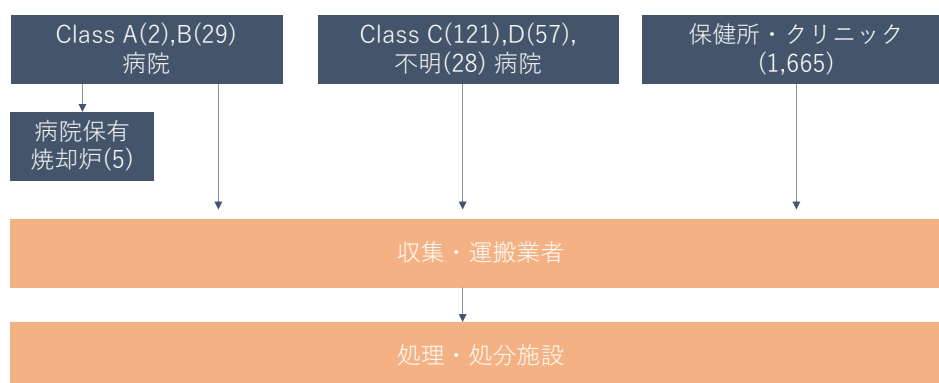 Class A(2),B(29)
病院
Class C(121),D(57),
不明(28) 病院
保健所・クリニック
(1,665)
病院保有
焼却炉(5)
収集・運搬業者
処理・処分施設